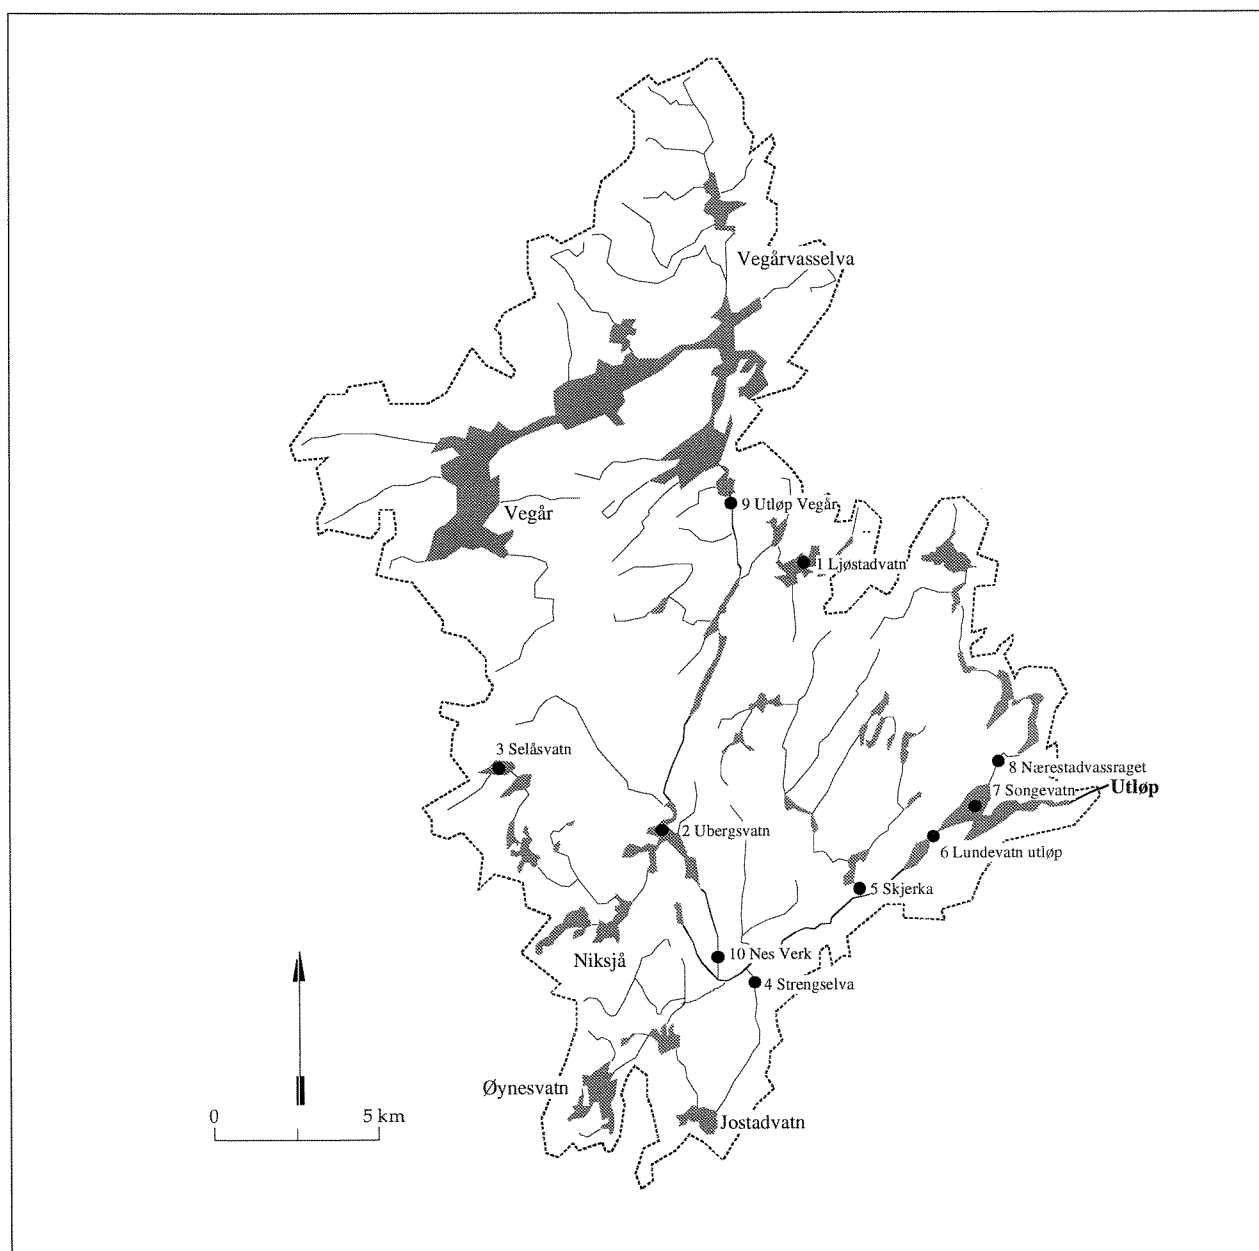 Vegårvasselva
9 Utløp Vegår
Vegår
1 Ljøstadvatn
3 Selåsvatn
8 Nærestadvassraget
7 Songevatn
Utløp
2 Ubergsvatn
6 Lundevatn utløp
5 Skjerka
10 Nes Verk
Niksjå
4 Strengselva
Øynesvatn
0
5 km
Jostadvatn